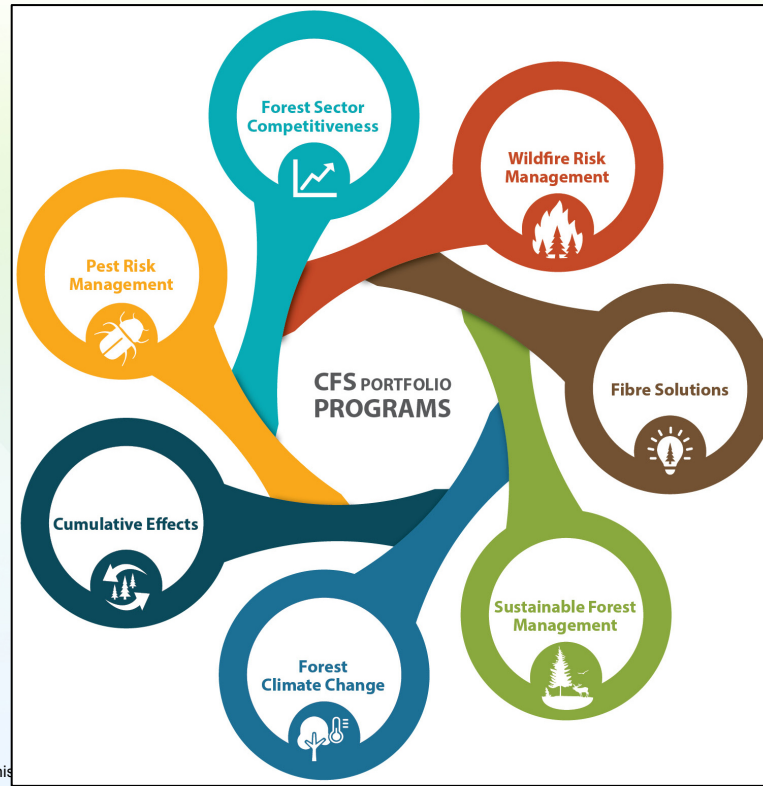 Forest Sector
Competitiveness
Wildfire Risk
Management
Pest Risk
Management
CFS PORTFOLIO
PROGRAMS
Fibre Solutions
Cumulative Effects
Sustainable Forest
Management
Forest
Climate Change